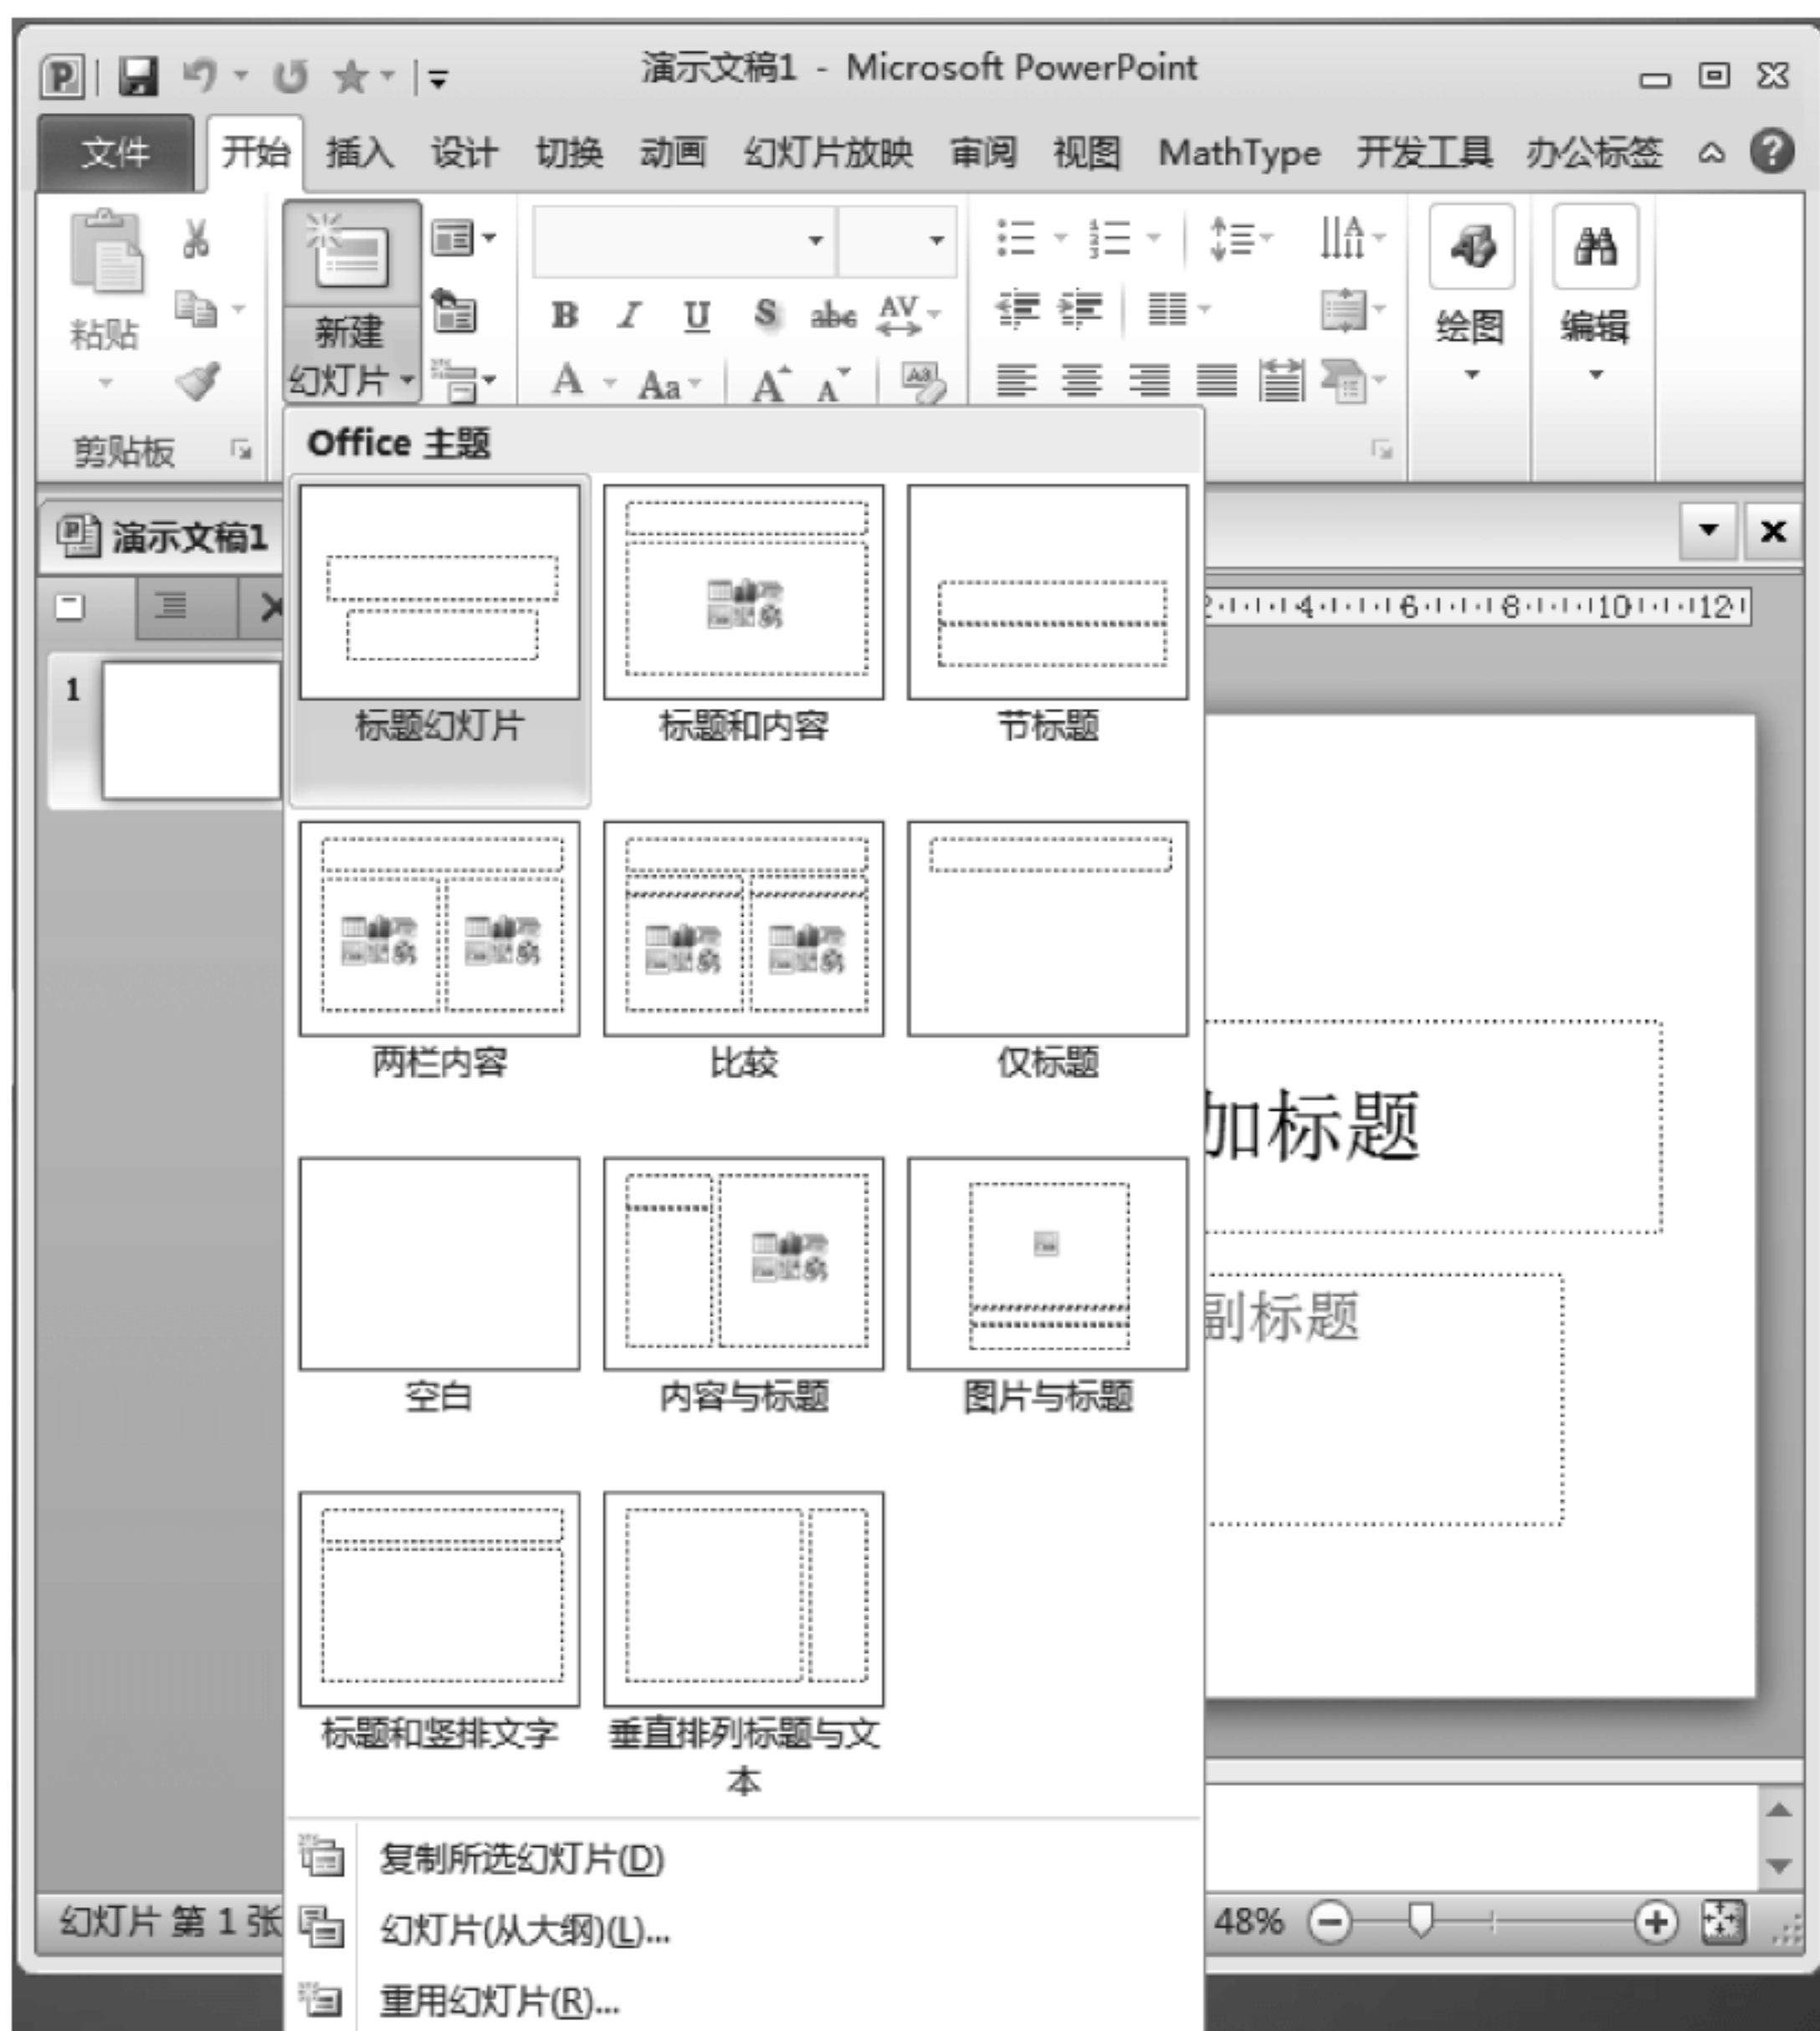 演示文稿1 - Microsoft PowerPoint
文件 开始 插入 设计 切换 动画 幻灯片放映 审阅 视图 MathType 开发工具 办公标签
粘贴
新建
幻灯片
B I U S abc AV
A Aa A A
绘图
编辑
剪贴板
Office 主题
演示文稿1
标题幻灯片 标题和内容 节标题
2 4 6 8 10 12
1
两栏内容 比较 仅标题
加标题
副标题
空白 内容与标题 图片与标题
标题和竖排文字 垂直排列标题与文
本
复制所选幻灯片(D)
幻灯片(从大纲)(L)...
重用幻灯片(R)...
幻灯片 第 1 张
48%